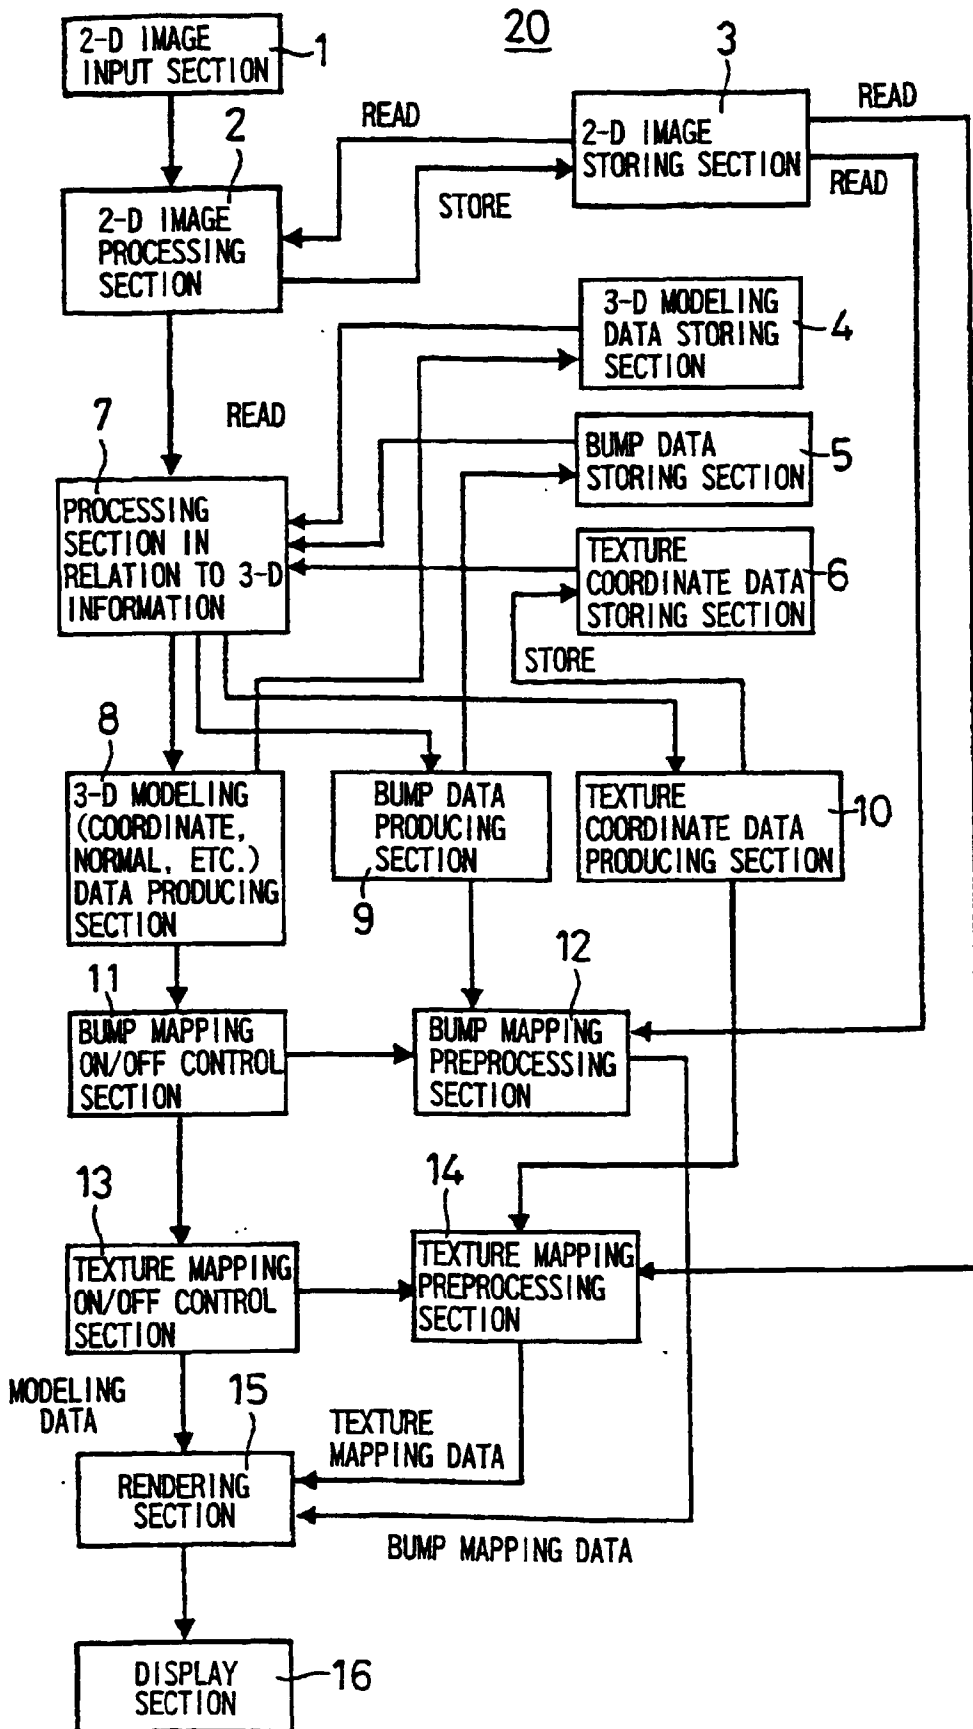 20
2-D IMAGE
INPUT SECTION
1
2
READ
3
2-D IMAGE
STORING SECTION
READ
READ
STORE
2-D IMAGE
PROCESSING
SECTION
3-D MODELING
DATA STORING
SECTION
4
READ
7
BUMP DATA
STORING SECTION
5
PROCESSING
SECTION IN
RELATION TO 3-D
INFORMATION
TEXTURE
COORDINATE DATA
STORING SECTION
6
STORE
8
3-D MODELING
(COORDINATE,
NORMAL, ETC.)
DATA PRODUCING
SECTION
BUMP DATA
PRODUCING
SECTION
9
TEXTURE
COORDINATE DATA
PRODUCING SECTION
10
11
BUMP MAPPING
ON/OFF CONTROL
SECTION
12
BUMP MAPPING
PREPROCESSING
SECTION
13
TEXTURE MAPPING
ON/OFF CONTROL
SECTION
14
TEXTURE MAPPING
PREPROCESSING
SECTION
MODELING
DATA
15
TEXTURE
MAPPING DATA
RENDERING
SECTION
BUMP MAPPING DATA
DISPLAY
SECTION
16